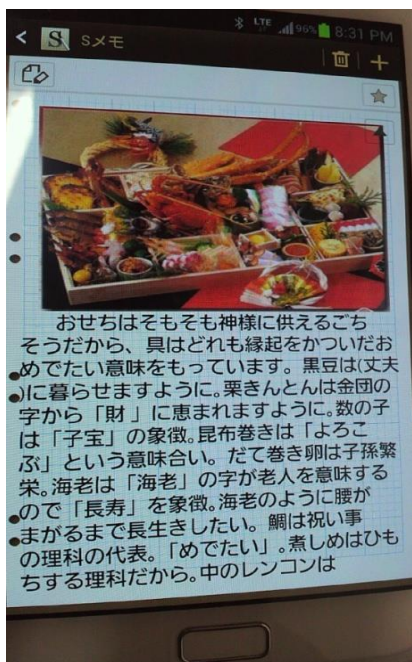 LTE 96% 8:31 PM
S Sメモ
おせちはそもそも神様に供えるごち
そうだから、具はどれも縁起をかついだお
めでたい意味をもっています。黒豆は(丈夫
)に暮らせますように。栗きんとんは金団の
字から「財 」に恵まれますように。数の子
は「子宝」の象徴。昆布巻きは「よろこ
ぶ」という意味合い。だて巻き卵は子孫繁
栄。海老は「海老」の字が老人を意味する
ので「長寿」を象徴。海老のように腰が
まがるまで長生きしたい。鯛は祝い事
の理科の代表。「めでたい」。煮しめはひも
ちする理科だから。中のレンコンは